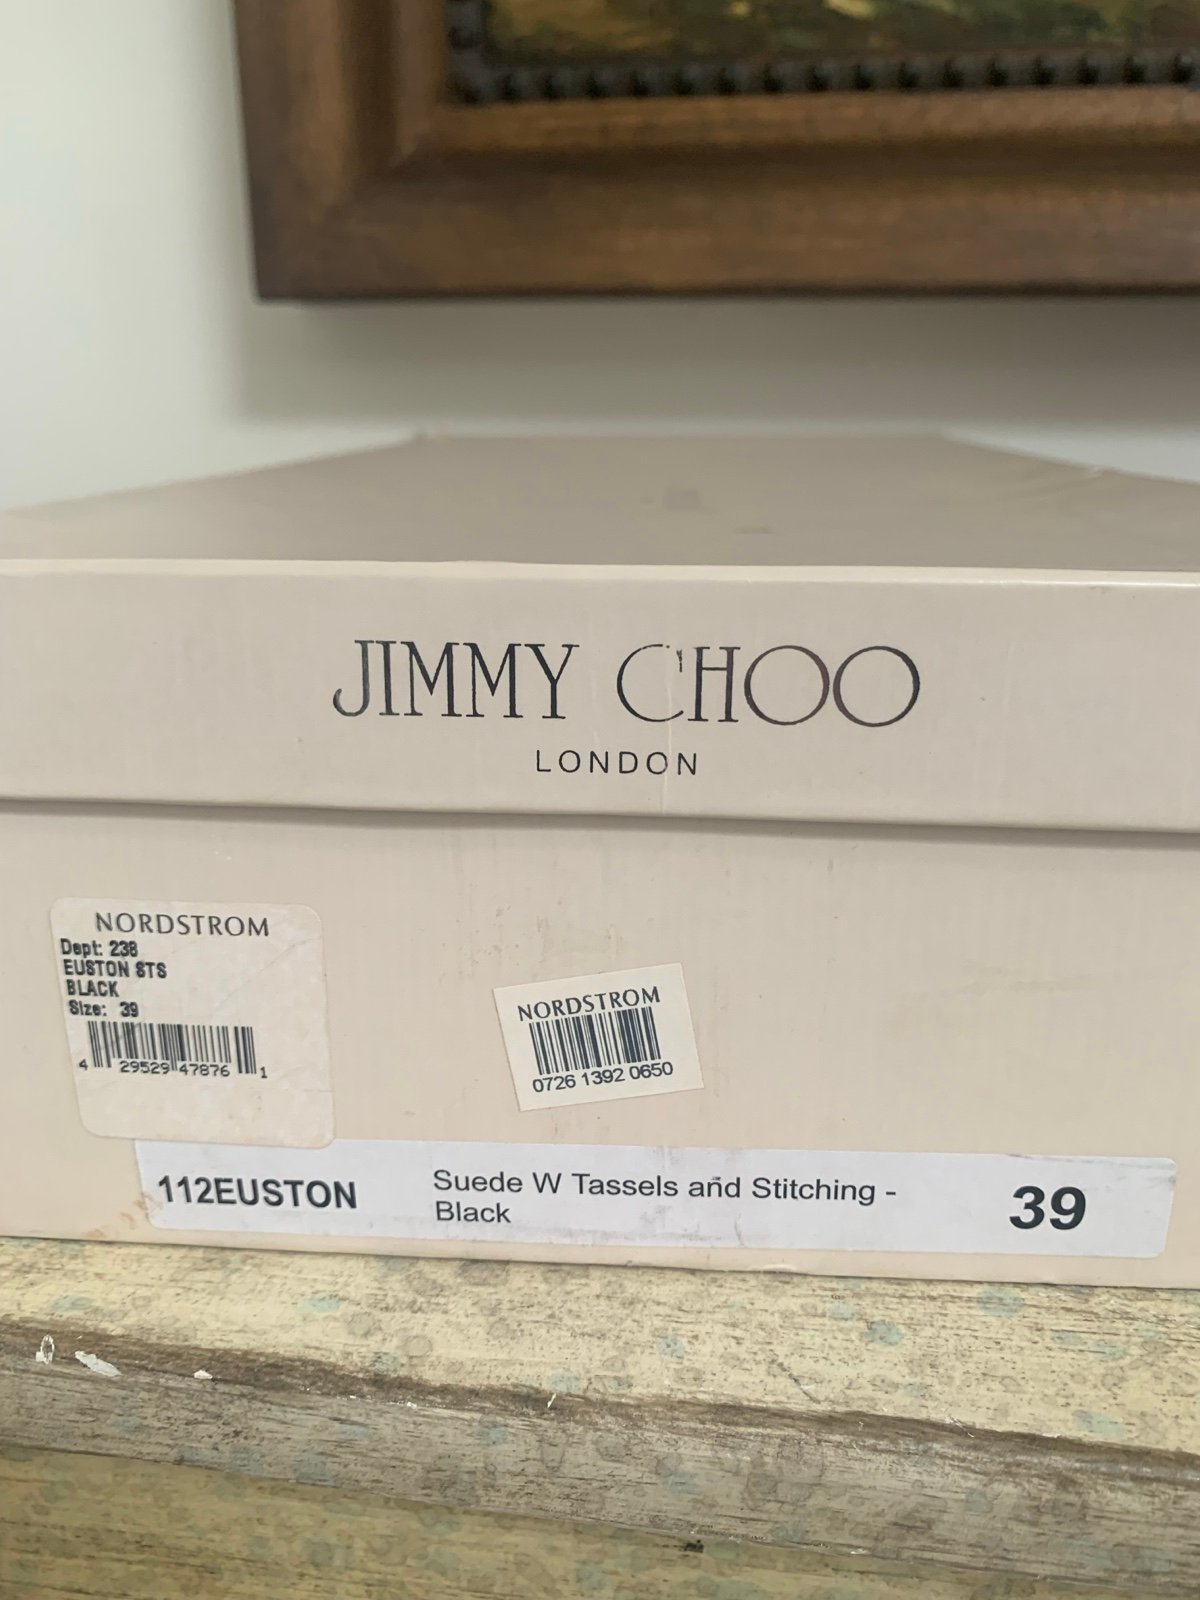 JIMMY CHOO
LONDON
NORDSTROM
Dept: 238
EUSTON STS
BLACK
Size: 39
4 29529 47876 1
NORDSTROM
0726 1392 0650
112EUSTON
Suede W Tassels and Stitching -
Black
39